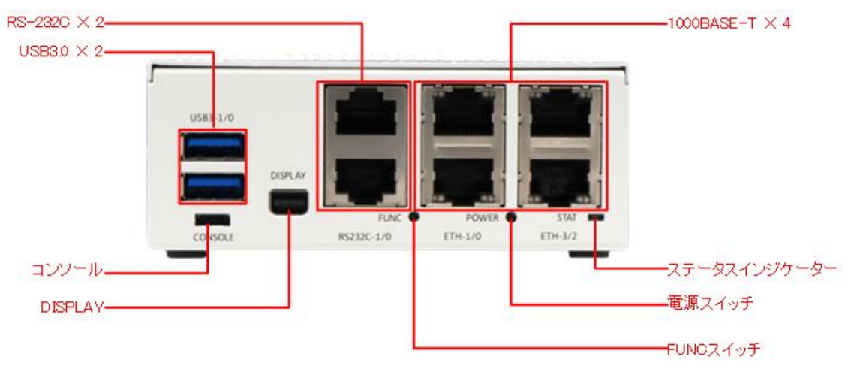 RS-232C × 2
1000BASE-T × 4
USB3.0 × 2
USB3-1/0
DISPLAY
FUNC
POWER
STAT
CONSOLE
RS232C-1/0
ETH-1/0
ETH-3/2
コンソール
ステータスインジケーター
DISPLAY
電源スイッチ
FUNCスイッチ